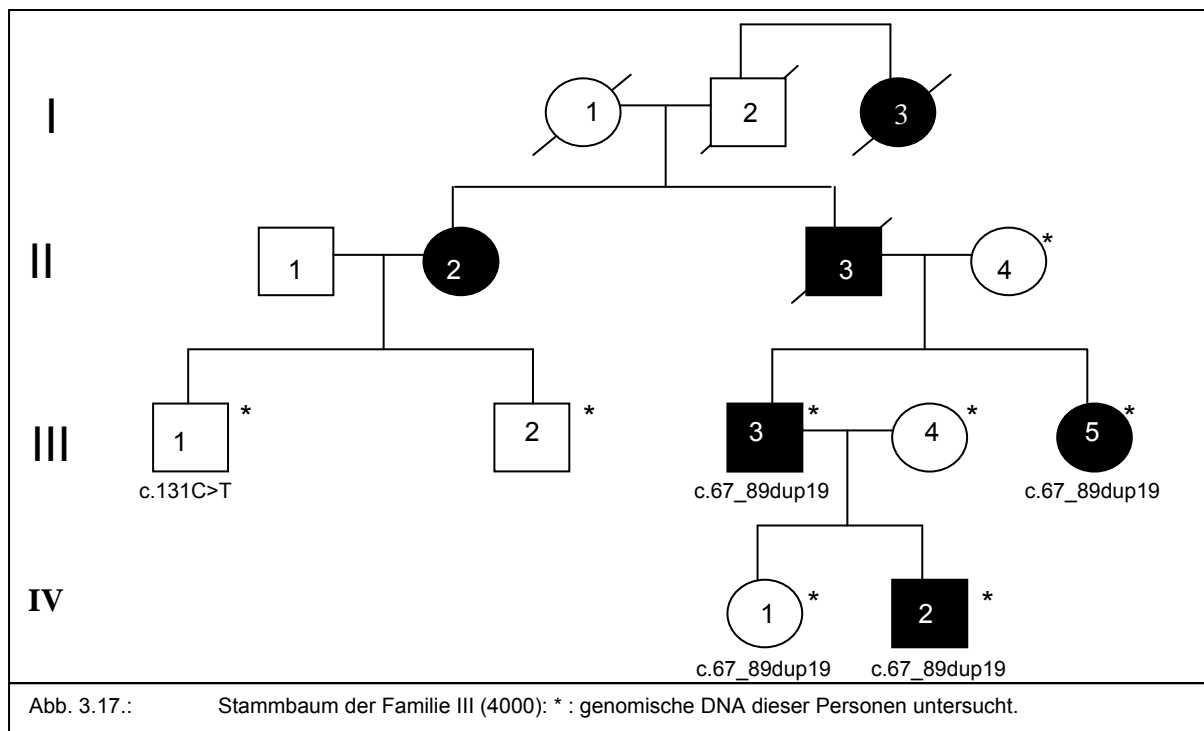 I
1 2 3
II
1 2 3 4 *
III
1 * 2 * 3 * 4 * 5 *
c.131C>T c.67_89dup19 c.67_89dup19
IV
1 * 2 *
c.67_89dup19 c.67_89dup19
Abb. 3.17.: Stammbaum der Familie III (4000): * : genomische DNA dieser Personen untersucht.